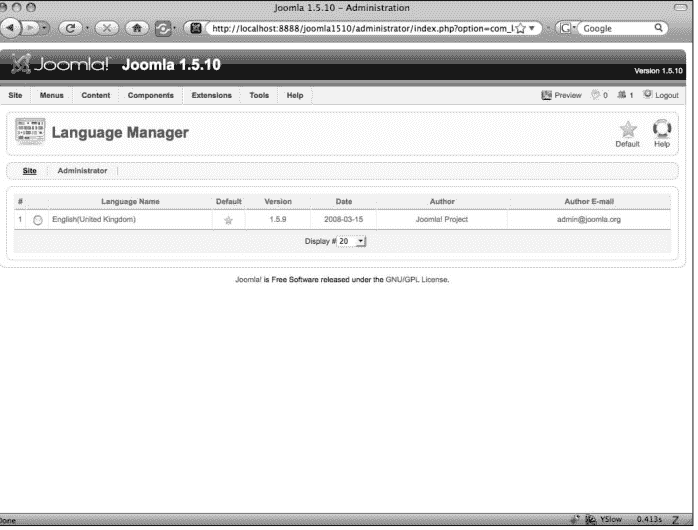 Joomla 1.5.10 – Administration
http://localhost:8888/joomla1510/administrator/index.php?option=com_l
G Google
Joomla! Joomla 1.5.10
Version 1.5.10
Site Menus Content Components Extensions Tools Help Preview 0 1 Logout
Language Manager
Default Help
Site Administrator
# Language Name Default Version Date Author Author E-mail
1 English(United Kingdom) 1.5.9 2008-03-15 Joomla! Project admin@joomla.org
Display # 20
Joomla! is Free Software released under the GNU/GPL License.
Done YSlow 0.413s